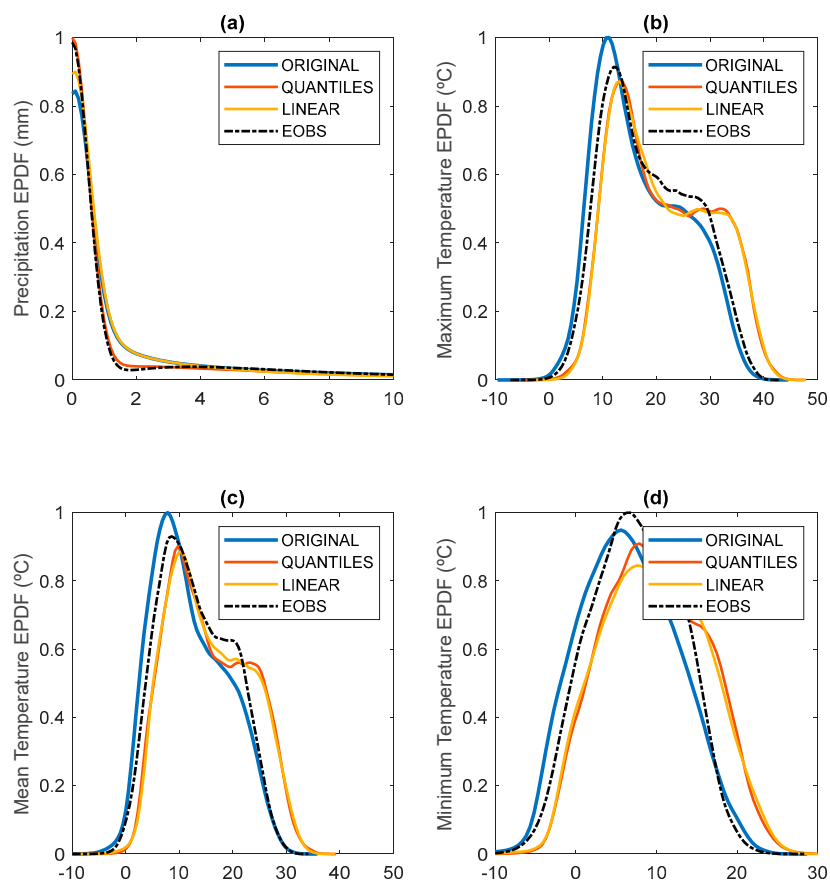 (a)
Precipitation EPDF (mm)
1
0.8
0.6
0.4
0.2
0
0 2 4 6 8 10
ORIGINAL
QUANTILES
LINEAR
EOBS
(b)
Maximum Temperature EPDF (ºC)
1
0.8
0.6
0.4
0.2
0
-10 0 10 20 30 40 50
ORIGINAL
QUANTILES
LINEAR
EOBS
(c)
Mean Temperature EPDF (ºC)
1
0.8
0.6
0.4
0.2
0
-10 0 10 20 30 40 50
ORIGINAL
QUANTILES
LINEAR
EOBS
(d)
Minimum Temperature EPDF (ºC)
1
0.8
0.6
0.4
0.2
0
-10 0 10 20 30
ORIGINAL
QUANTILES
LINEAR
EOBS